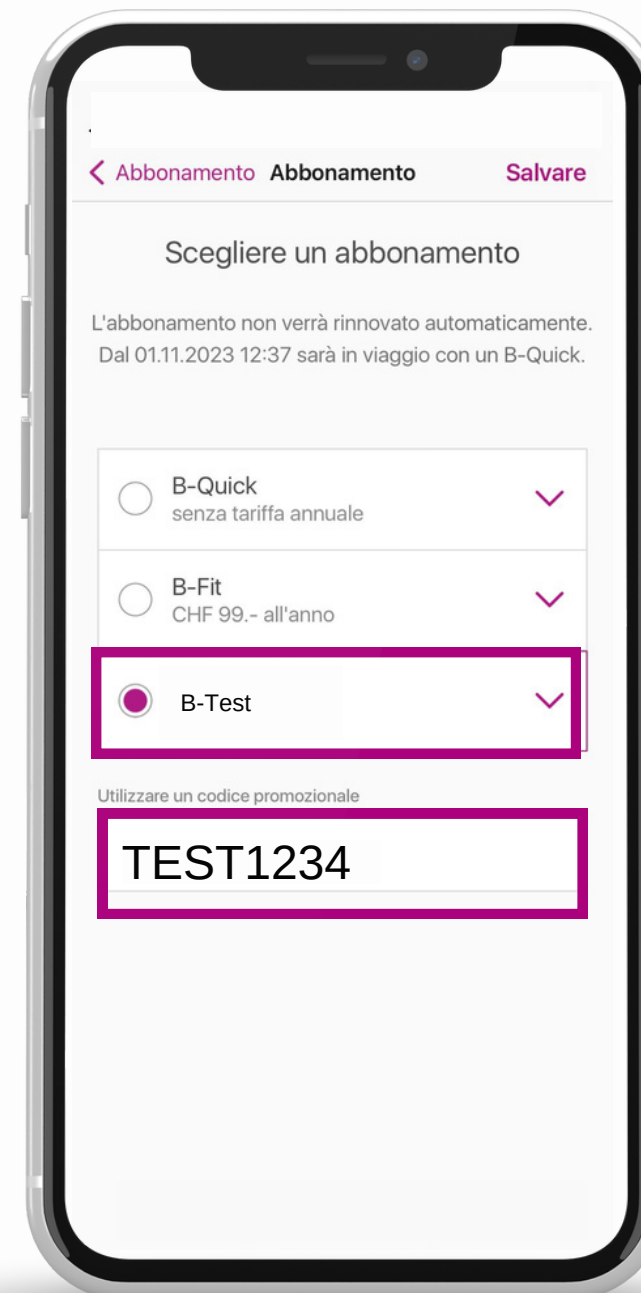 Abbonamento Abbonamento Salvare
Scegliere un abbonamento
L'abbonamento non verrà rinnovato automaticamente.
Dal 01.11.2023 12:37 sarà in viaggio con un B-Quick.
B-Quick
senza tariffa annuale
B-Fit
CHF 99.- all'anno
B-Test
Utilizzare un codice promozionale
TEST1234